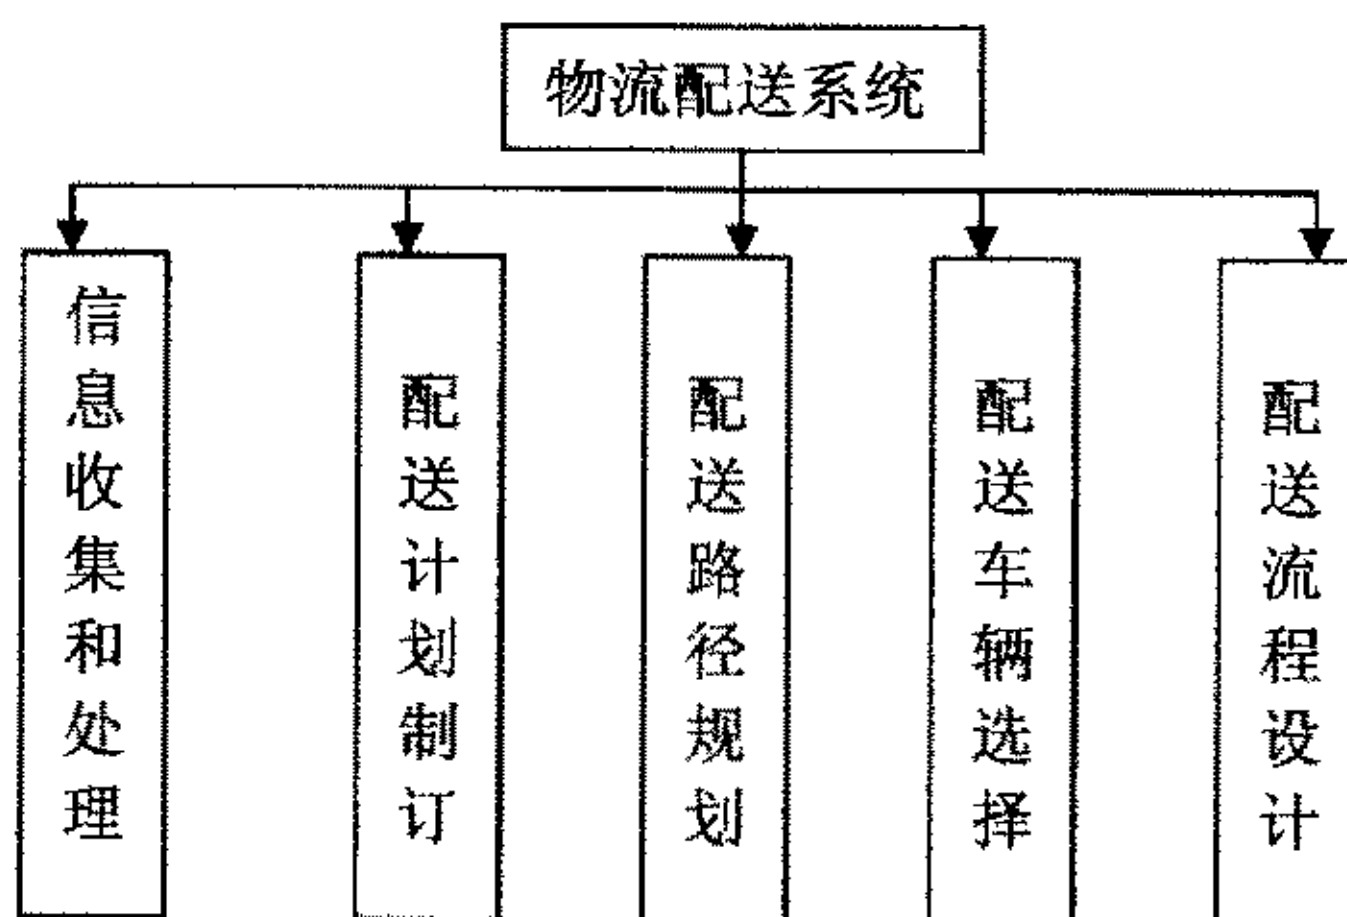 物流配送系统
信息收集和处理
配送计划制订
配送路径规划
配送车辆选择
配送流程设计